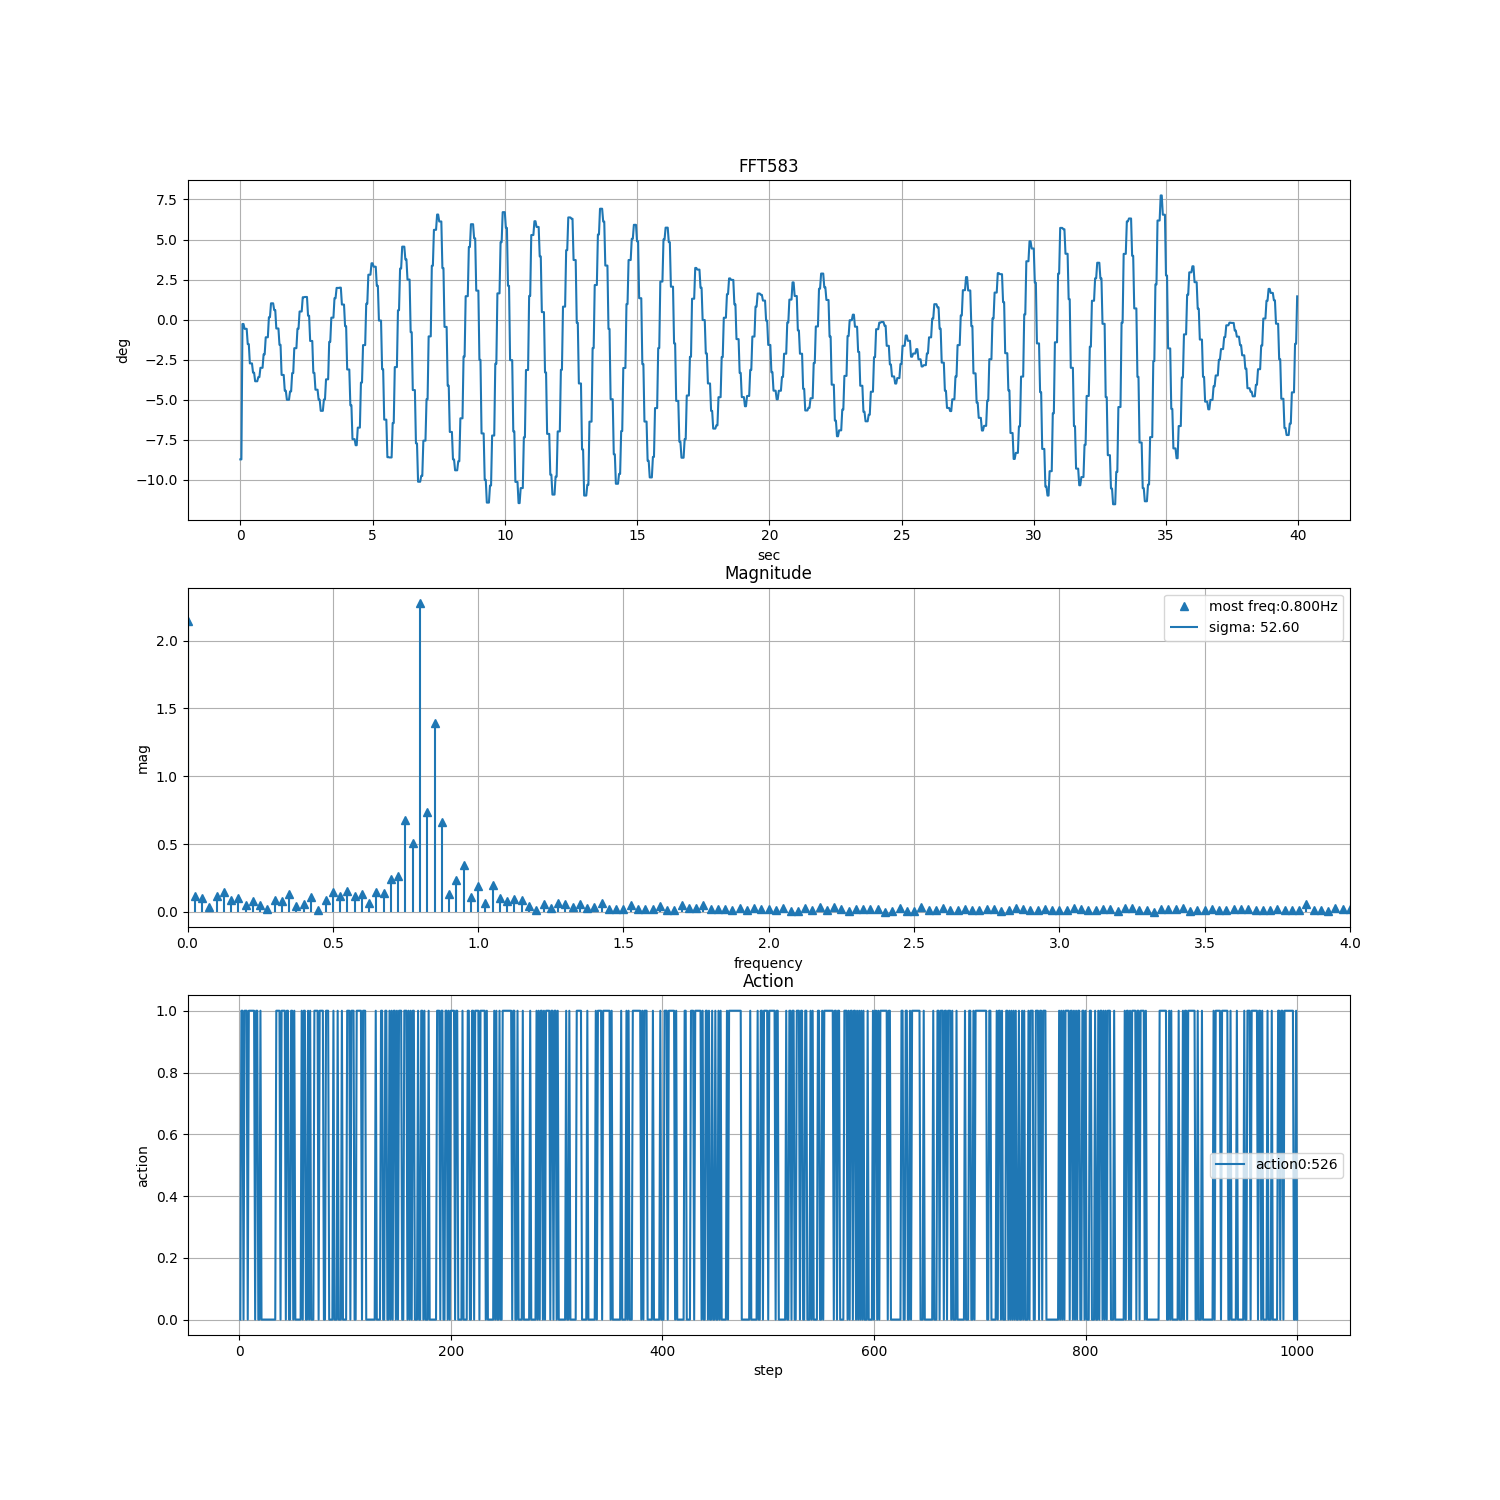 FFT583
7.5
5.0
2.5
0.0
−2.5
−5.0
−7.5
−10.0
deg
0 5 10 15 20 25 30 35 40
sec
Magnitude
most freq:0.800Hz
sigma: 52.60
2.0
1.5
1.0
0.5
0.0
mag
0.0 0.5 1.0 1.5 2.0 2.5 3.0 3.5 4.0
frequency
Action
1.0
0.8
0.6
0.4
0.2
0.0
action
action0:526
0 200 400 600 800 1000
step